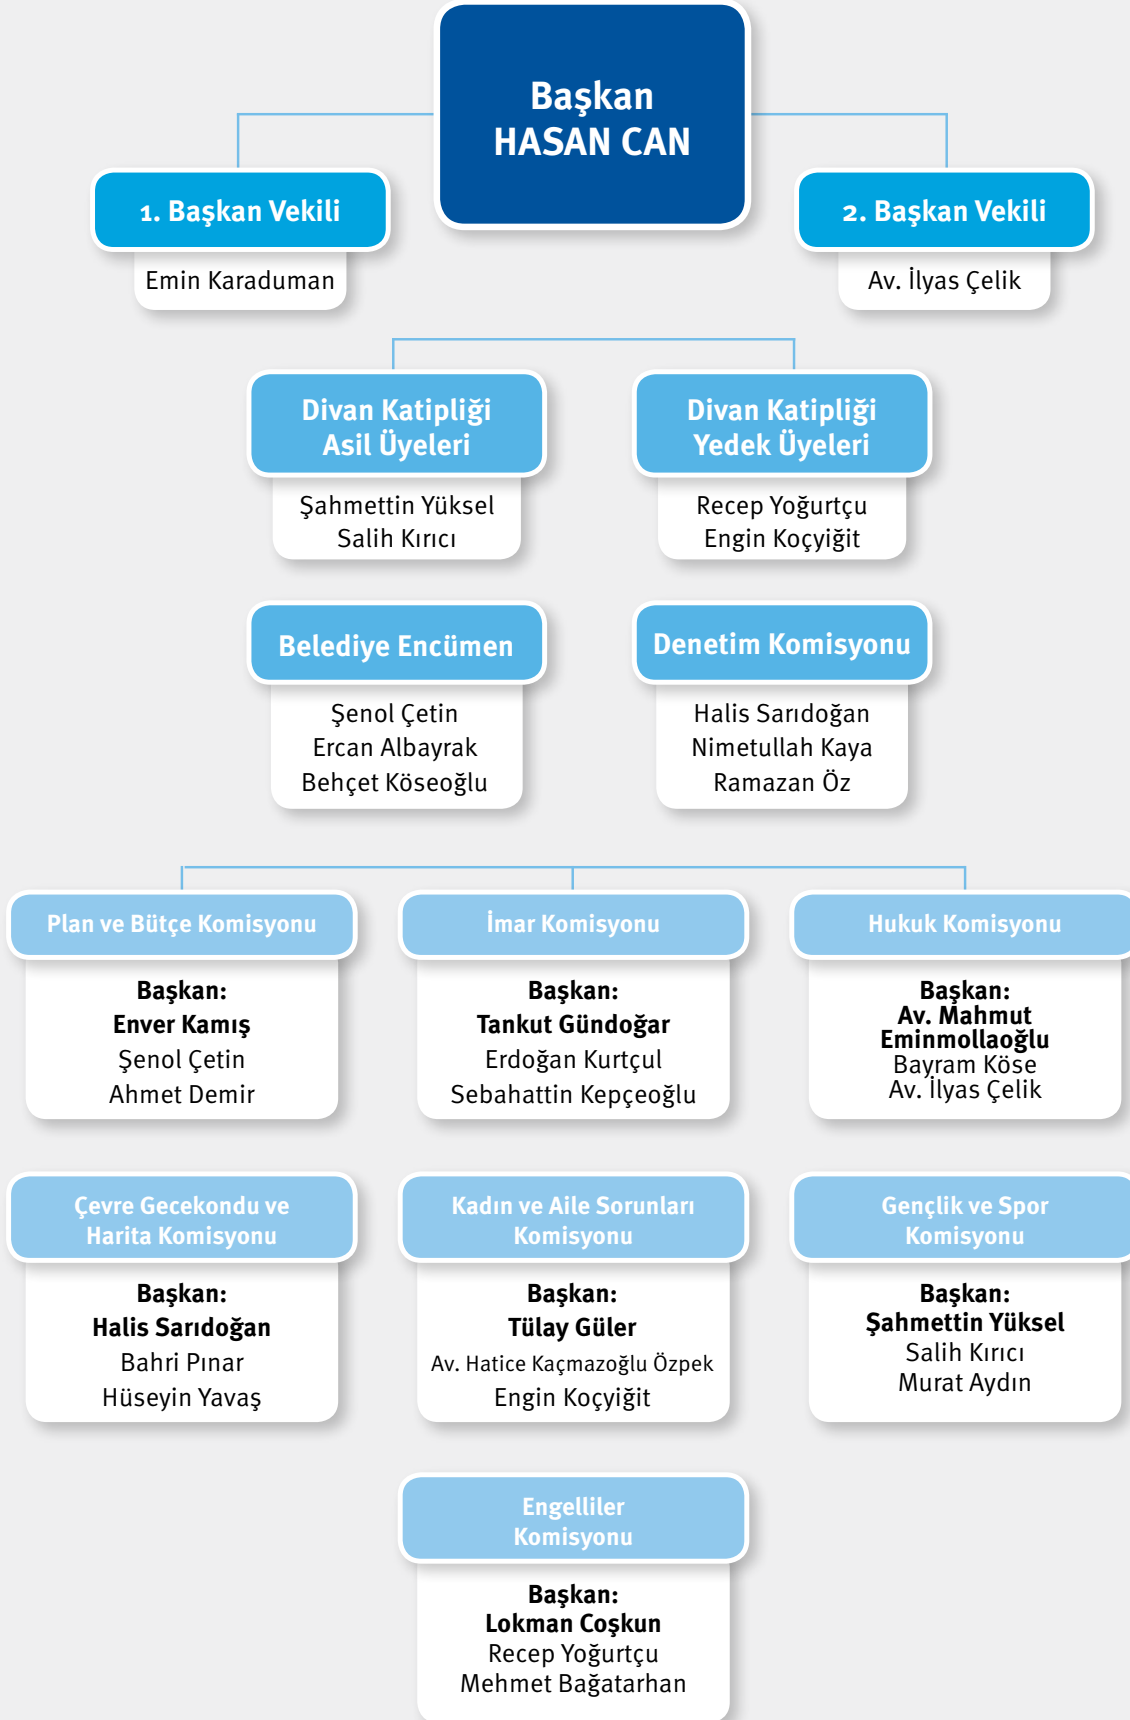 Başkan
HASAN CAN
1. Başkan Vekili
Emin Karaduman
2. Başkan Vekili
Av. İlyas Çelik
Divan Katipliği
Asil Üyeleri
Şahmettin Yüksel
Salih Kırıcı
Divan Katipliği
Yedek Üyeleri
Recep Yoğurtçu
Engin Koçyiğit
Belediye Encümen
Şenol Çetin
Ercan Albayrak
Behçet Köseoğlu
Denetim Komisyonu
Halis Sarıdoğan
Nimetullah Kaya
Ramazan Öz
Plan ve Bütçe Komisyonu
Başkan:
Enver Kamış
Şenol Çetin
Ahmet Demir
İmar Komisyonu
Başkan:
Tankut Gündoğar
Erdoğan Kurtçul
Sebahattin Kepçeoğlu
Hukuk Komisyonu
Başkan:
Av. Mahmut
Eminmollaoğlu
Bayram Köse
Av. İlyas Çelik
Çevre Gecekondu ve
Harita Komisyonu
Başkan:
Halis Sarıdoğan
Bahri Pınar
Hüseyin Yavaş
Kadın ve Aile Sorunları
Komisyonu
Başkan:
Tülay Güler
Av. Hatice Kaçmazoğlu Özpek
Engin Koçyiğit
Gençlik ve Spor
Komisyonu
Başkan:
Şahmettin Yüksel
Salih Kırıcı
Murat Aydın
Engelliler
Komisyonu
Başkan:
Lokman Coşkun
Recep Yoğurtçu
Mehmet Bağatarhan